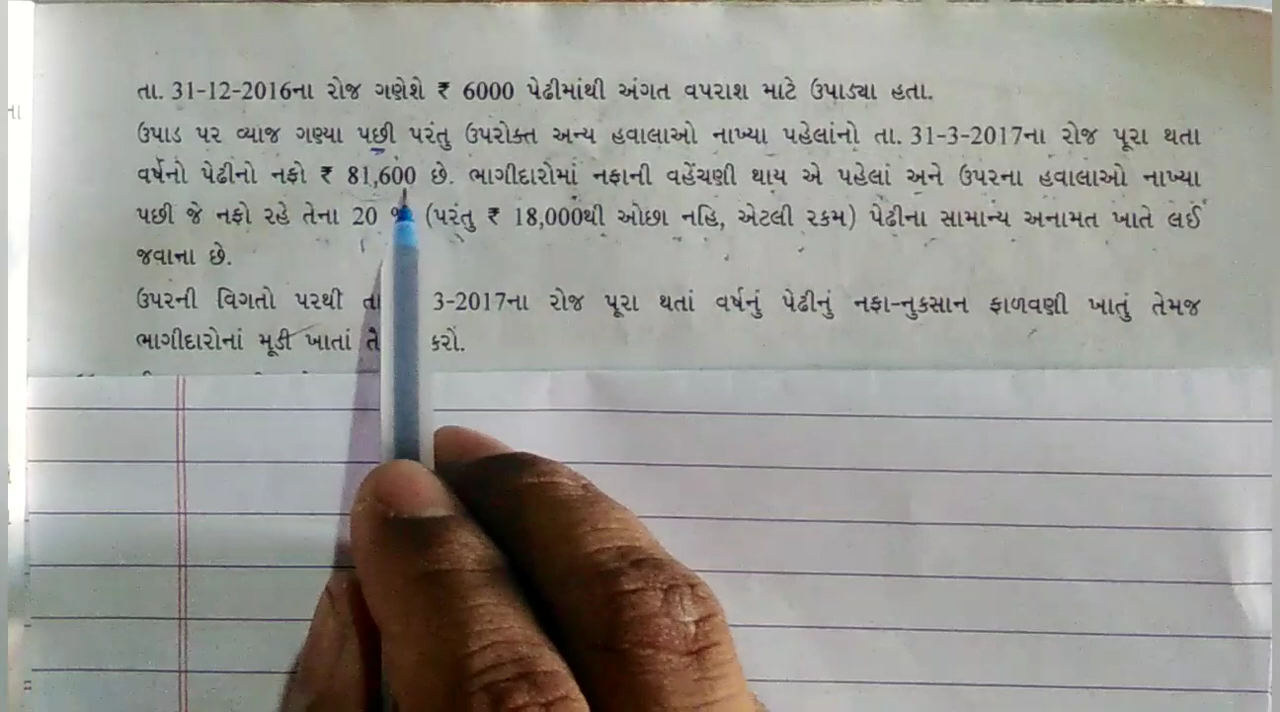 તા. 31-12-2016ના રોજ ગણેશે ₹ 6000 પેઢીમાંથી અંગત વપરાશ માટે ઉપાડ્યા હતા.
ઉપાડ પર વ્યાજ ગણ્યા પછી પરંતુ ઉપરોક્ત અન્ય હવાલાઓ નાખ્યા પહેલાંનો તા. 31-3-2017ના રોજ પૂરા થતા
વર્ષનો પેઢીનો નફો ₹ 81,600 છે. ભાગીદારોમાં નફાની વહેંચણી થાય એ પહેલાં અને ઉપરના હવાલાઓ નાખ્યા
પછી જે નફો રહે તેના 20 % (પરંતુ ₹ 18,000થી ઓછા નહિ, એટલી રકમ) પેઢીના સામાન્ય અનામત ખાતે લઈ
જવાના છે.
ઉપરની વિગતો પરથી તા 3-2017ના રોજ પૂરા થતાં વર્ષનું પેઢીનું નફા-નુકસાન ફાળવણી ખાતું તેમજ
ભાગીદારોનાં મૂડી ખાતાં તૈ કરો.